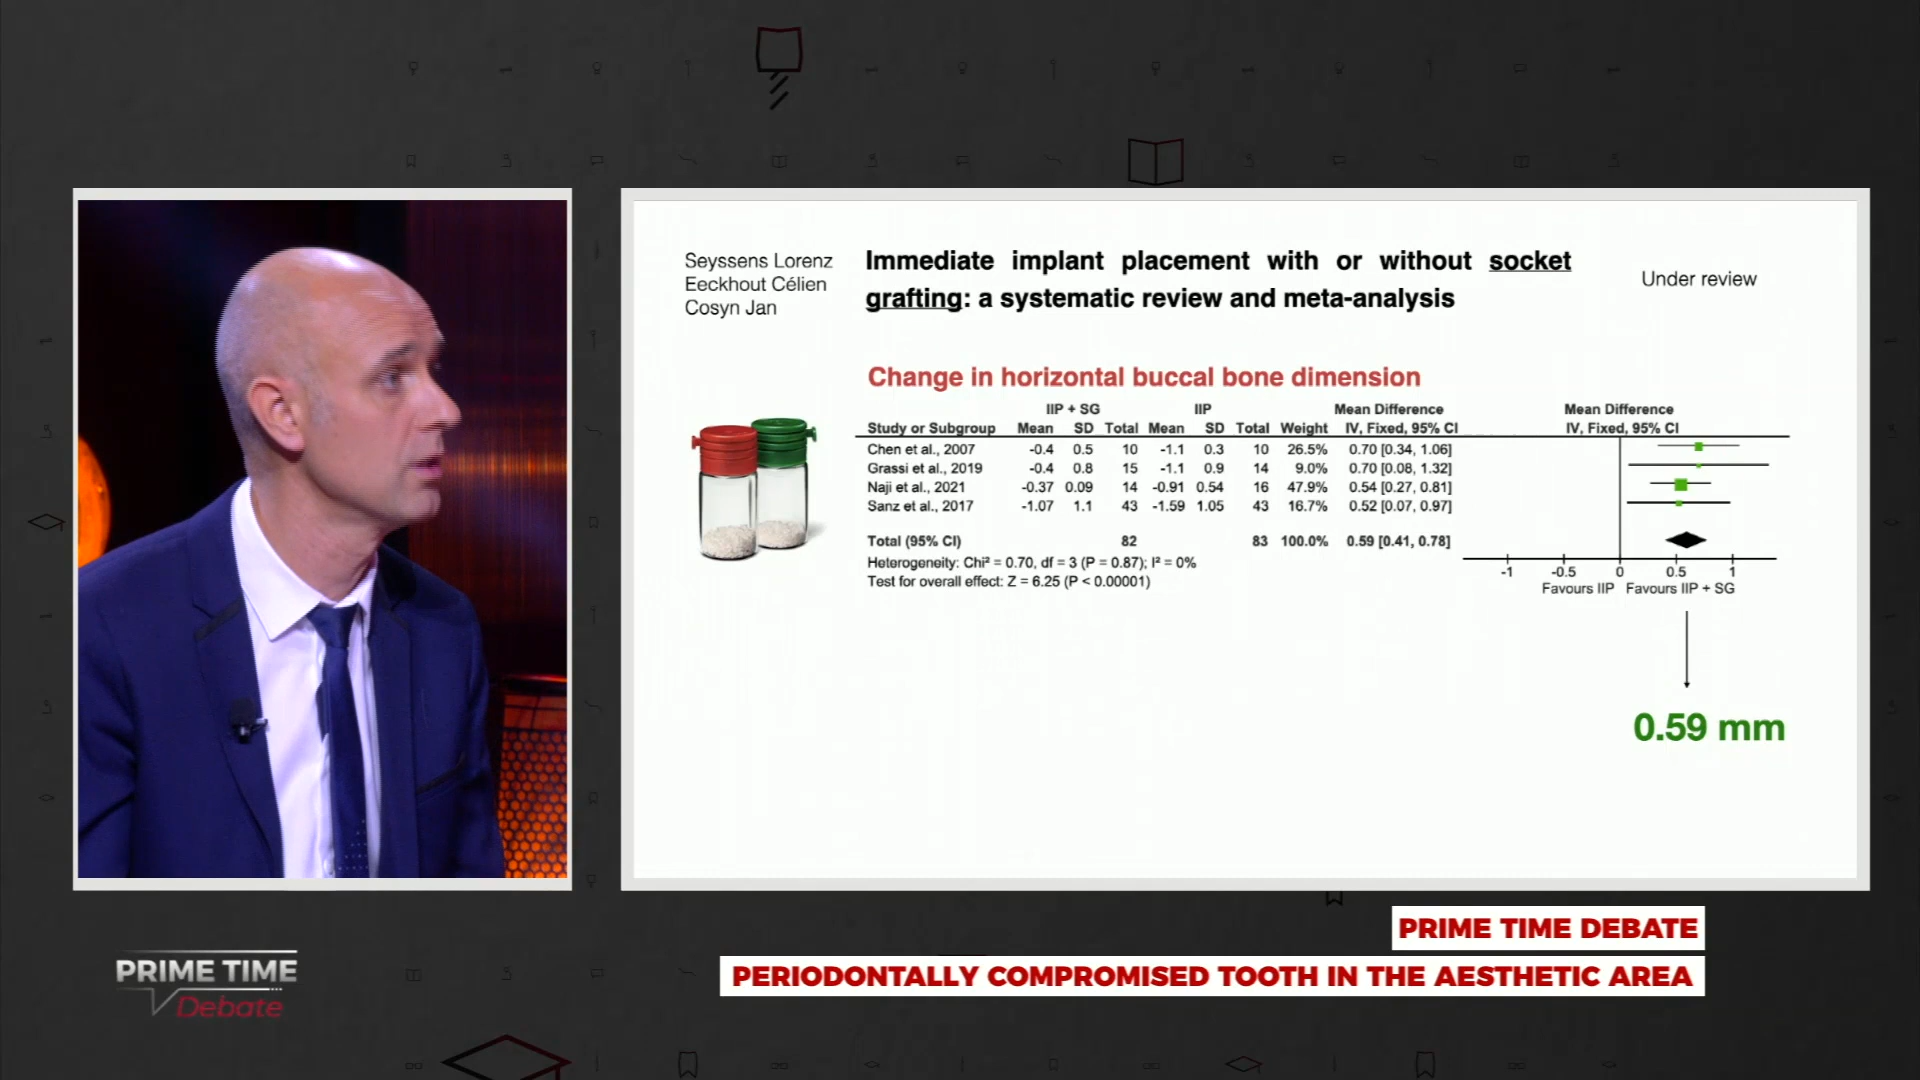 Seyssens Lorenz
Eeckhout Célien
Cosyn Jan
Immediate implant placement with or without socket
grafting: a systematic review and meta-analysis
Under review
Change in horizontal buccal bone dimension
IIP + SG IIP Mean Difference Mean Difference
Study or Subgroup Mean SD Total Mean SD Total Weight IV, Fixed, 95% CI IV, Fixed, 95% CI
Chen et al., 2007 -0.4 0.5 10 -1.1 0.3 10 26.5% 0.70 [0.34, 1.06]
Grassi et al., 2019 -0.4 0.8 15 -1.1 0.9 14 9.0% 0.70 [0.08, 1.32]
Naji et al., 2021 -0.37 0.09 14 -0.91 0.54 16 47.9% 0.54 [0.27, 0.81]
Sanz et al., 2017 -1.07 1.1 43 -1.59 1.05 43 16.7% 0.52 [0.07, 0.97]
Total (95% CI) 82 83 100.0% 0.59 [0.41, 0.78]
Heterogeneity: Chi² = 0.70, df = 3 (P = 0.87); I² = 0%
Test for overall effect: Z = 6.25 (P < 0.00001)
-1 -0.5 0 0.5 1
Favours IIP Favours IIP + SG
0.59 mm
PRIME TIME DEBATE
PERIODONTALLY COMPROMISED TOOTH IN THE AESTHETIC AREA
PRIME TIME
Debate